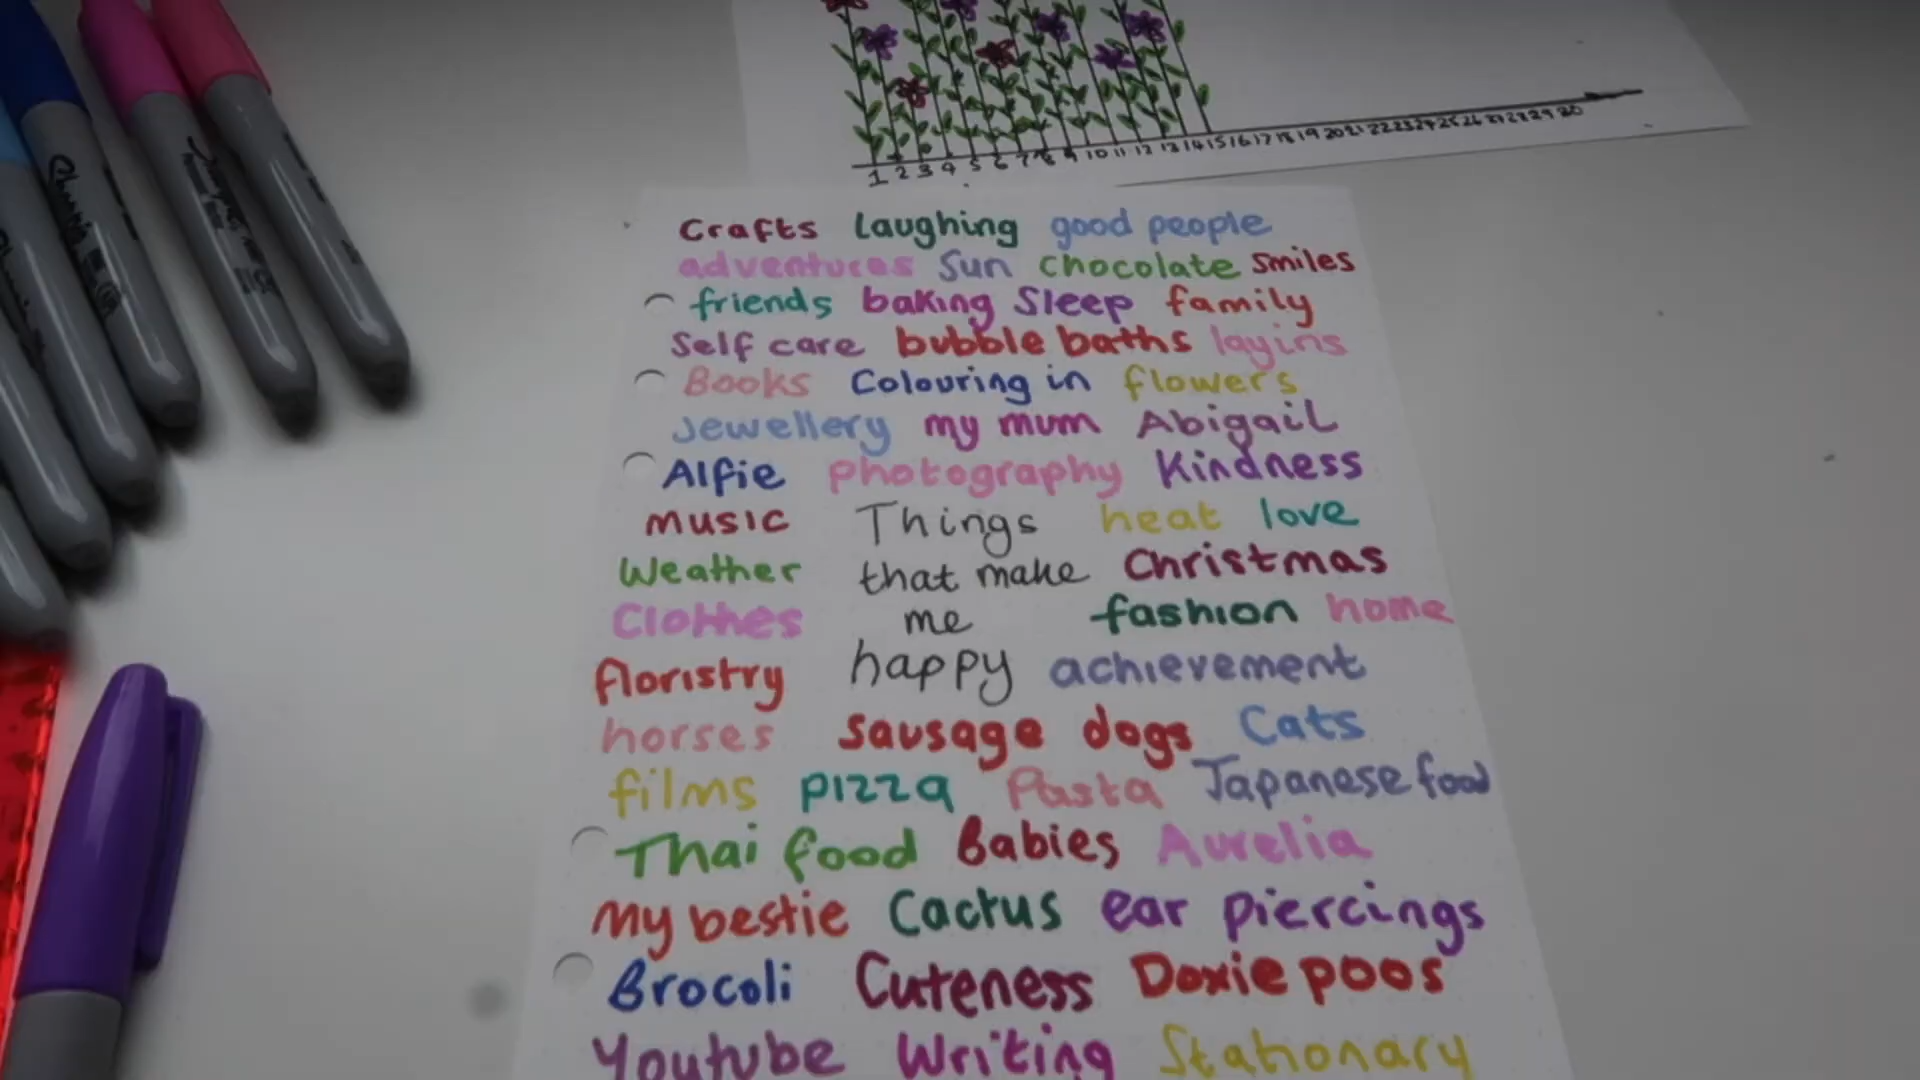 1 2 3 4 5 6 7 8 9 10 11 12 13 14 15 16 17 18 19 20 21 22 23 24 25 26 27 28 29 30
Crafts Laughing good people
adventures Sun Chocolate Smiles
friends baking Sleep family
Self care bubble baths layins
Books Colouring in flowers
Jewellery my mum Abigail
Alfie photography Kindness
music Things heat love
Weather that make Christmas
Clothes me fashion home
floristry happy achievement
horses sausage dogs Cats
films pizza Pasta Japanese food
Thai food Babies Aurelia
My bestie Cactus ear piercings
Brocoli Cuteness Doxie poos
Youtube Writing Stationary